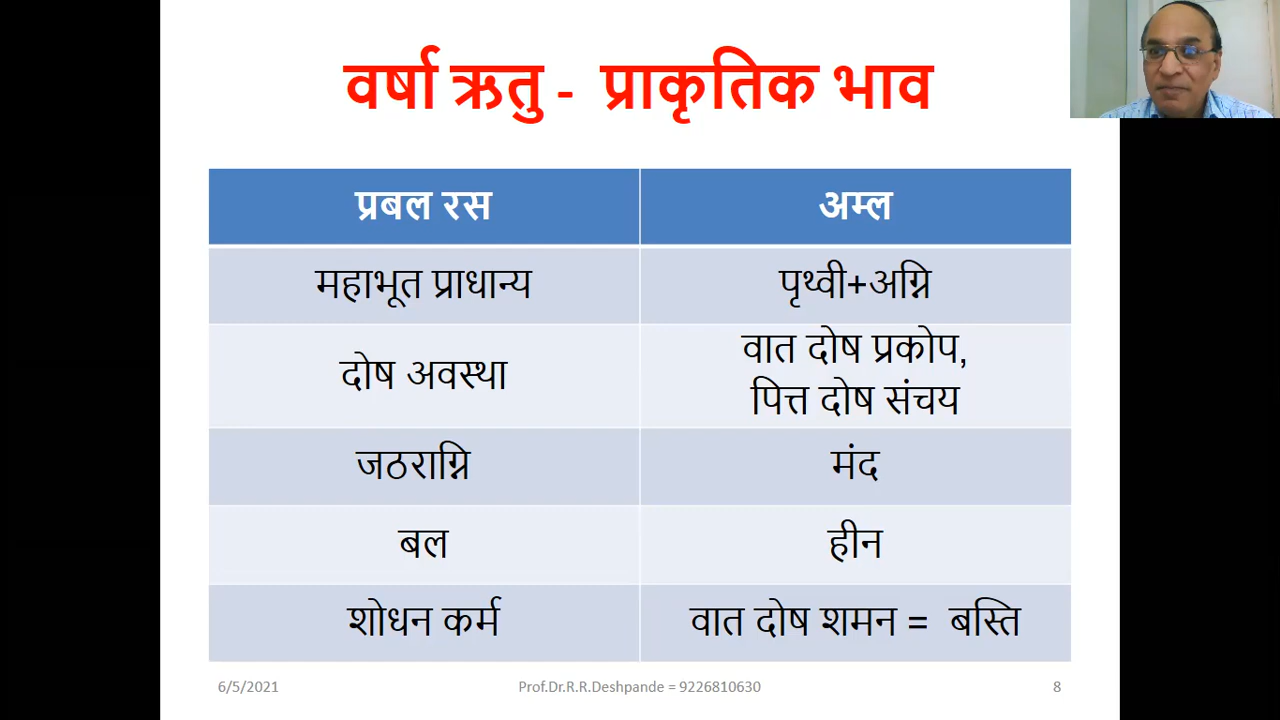 वर्षा ऋतु - प्राकृतिक भाव
प्रबल रस अम्ल
महाभूत प्राधान्य पृथ्वी+अग्नि
दोष अवस्था वात दोष प्रकोप,
पित्त दोष संचय
जठराग्नि मंद
बल हीन
शोधन कर्म वात दोष शमन = बस्ति
6/5/2021 Prof.Dr.R.R.Deshpande = 9226810630 8